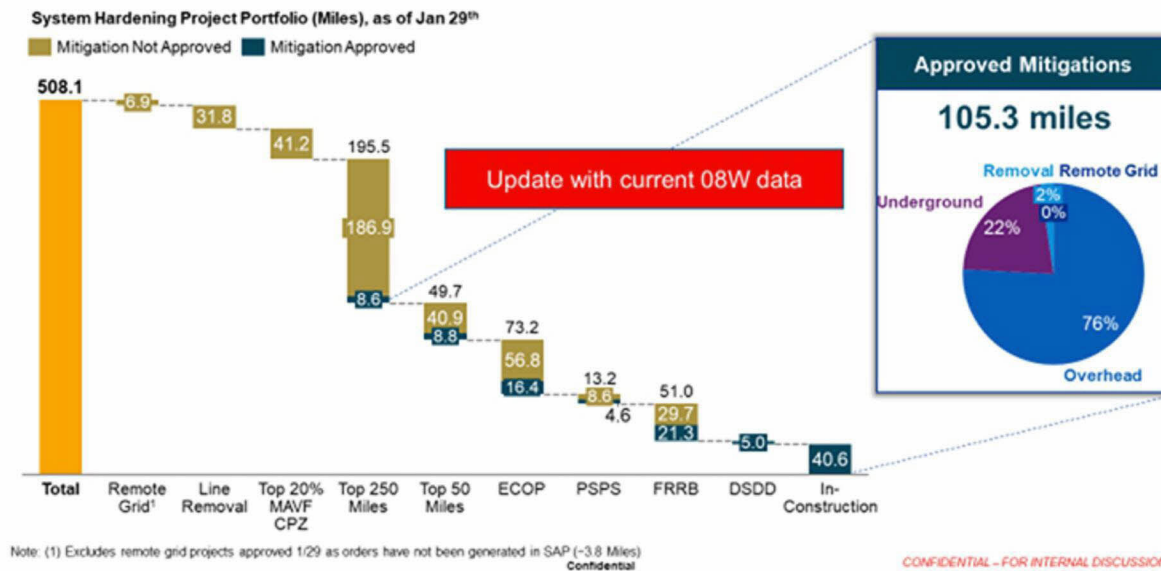 System Hardening Project Portfolio (Miles), as of Jan 29th
Mitigation Not Approved
Mitigation Approved
508.1
6.9
31.8
41.2
195.5
186.9
8.6
49.7
40.9
8.8
73.2
56.8
16.4
13.2
8.6
4.6
51.0
29.7
21.3
5.0
40.6
Update with current 08W data
Total
Remote
Grid¹
Line
Removal
Top 20%
MAVF
CPZ
Top 250
Miles
Top 50
Miles
ECOP
PSPS
FRRB
DSDD
In-
Construction
Approved Mitigations
105.3 miles
Removal
Remote Grid
Underground
2%
0%
22%
76%
Overhead
Note: (1) Excludes remote grid projects approved 1/29 as orders have not been generated in SAP (~3.8 Miles)
Confidential
CONFIDENTIAL – FOR INTERNAL DISCUSSION